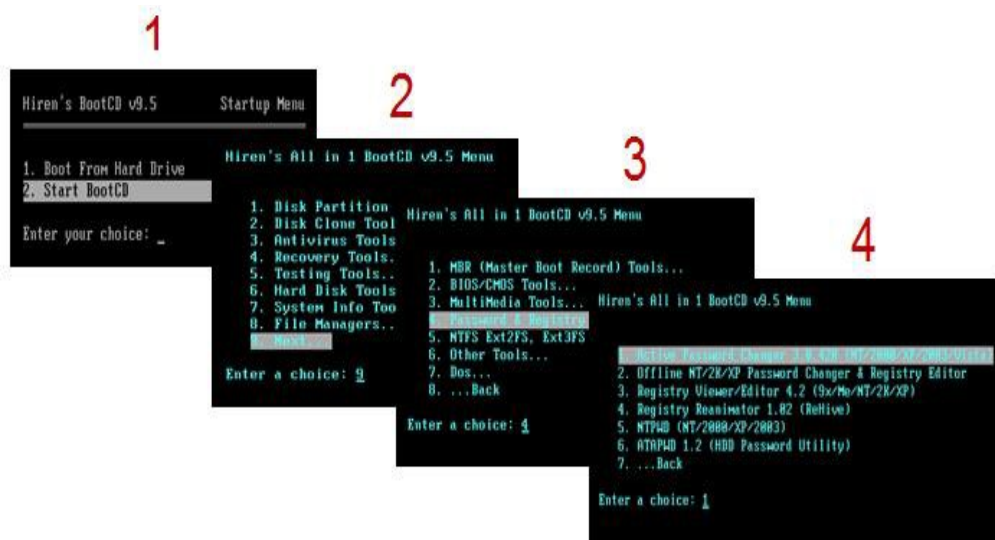 1
Hiren's BootCD v9.5 Startup Menu
1. Boot From Hard Drive
2. Start BootCD
Enter your choice: _
2
Hiren's All in 1 BootCD v9.5 Menu
1. Disk Partition
2. Disk Clone Tool
3. Antivirus Tools
4. Recovery Tools..
5. Testing Tools..
6. Hard Disk Tools
7. System Info Too
8. File Managers..
9. Next...
Enter a choice: 9
3
Hiren's All in 1 BootCD v9.5 Menu
1. MBR (Master Boot Record) Tools...
2. BIOS/CMOS Tools...
3. MultiMedia Tools...
4. Password & Registry
5. NTFS Ext2FS, Ext3FS
6. Other Tools...
7. Dos...
8. ...Back
Enter a choice: 4
4
Hiren's All in 1 BootCD v9.5 Menu
1. Active Password Changer 3.0.420 (NT/2000/XP/2003/Vista)
2. Offline NT/2K/XP Password Changer & Registry Editor
3. Registry Viewer/Editor 4.2 (9x/Me/NT/2K/XP)
4. Registry Reanimator 1.02 (ReHive)
5. NTPWD (NT/2000/XP/2003)
6. ATAPWD 1.2 (HDD Password Utility)
7. ...Back
Enter a choice: 1